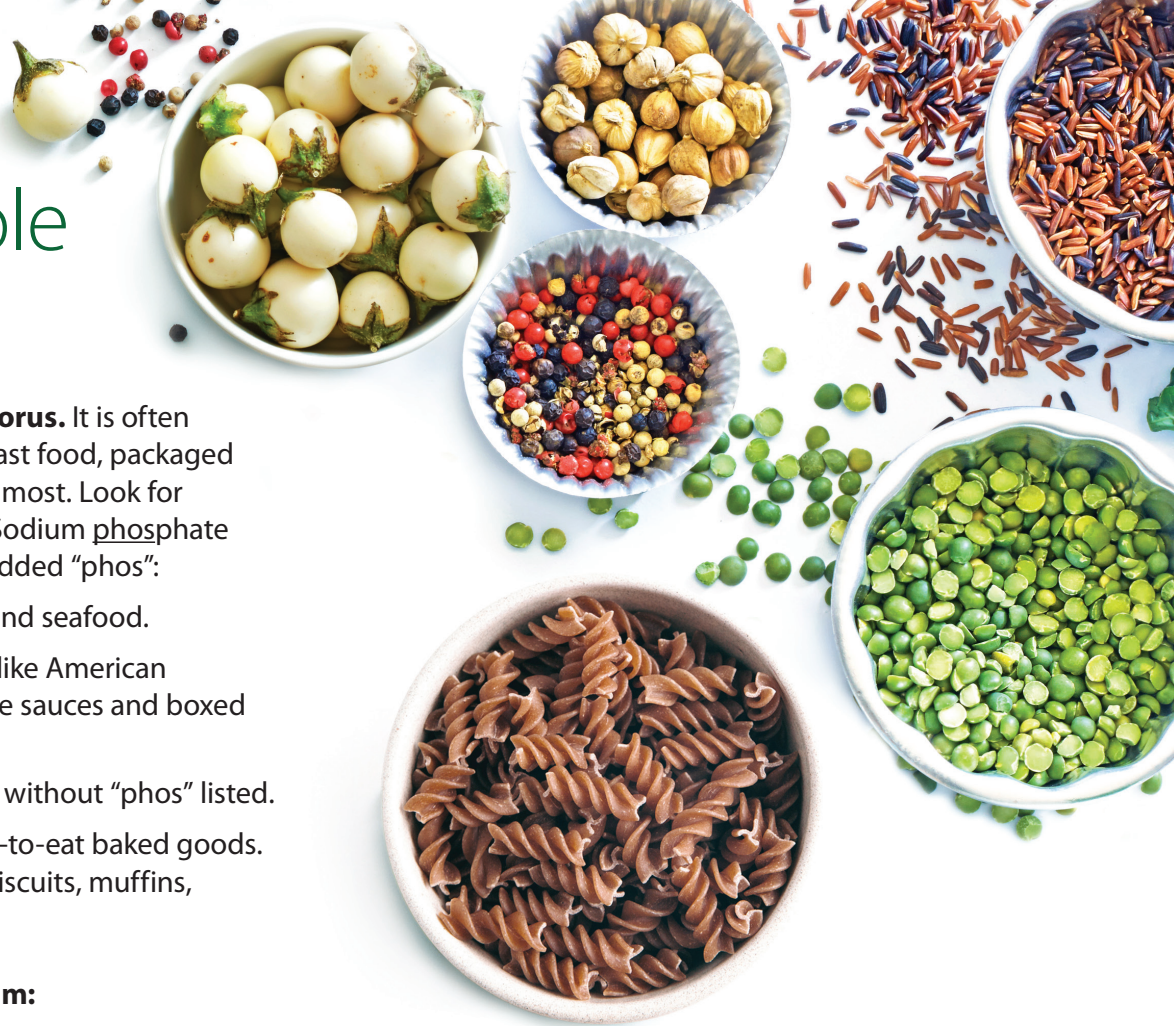 ole
orus. It is often
ast food, packaged
most. Look for
Sodium phosphate
dded “phos”:
nd seafood.
like American
e sauces and boxed
without “phos” listed.
-to-eat baked goods.
iscuits, muffins,
m: